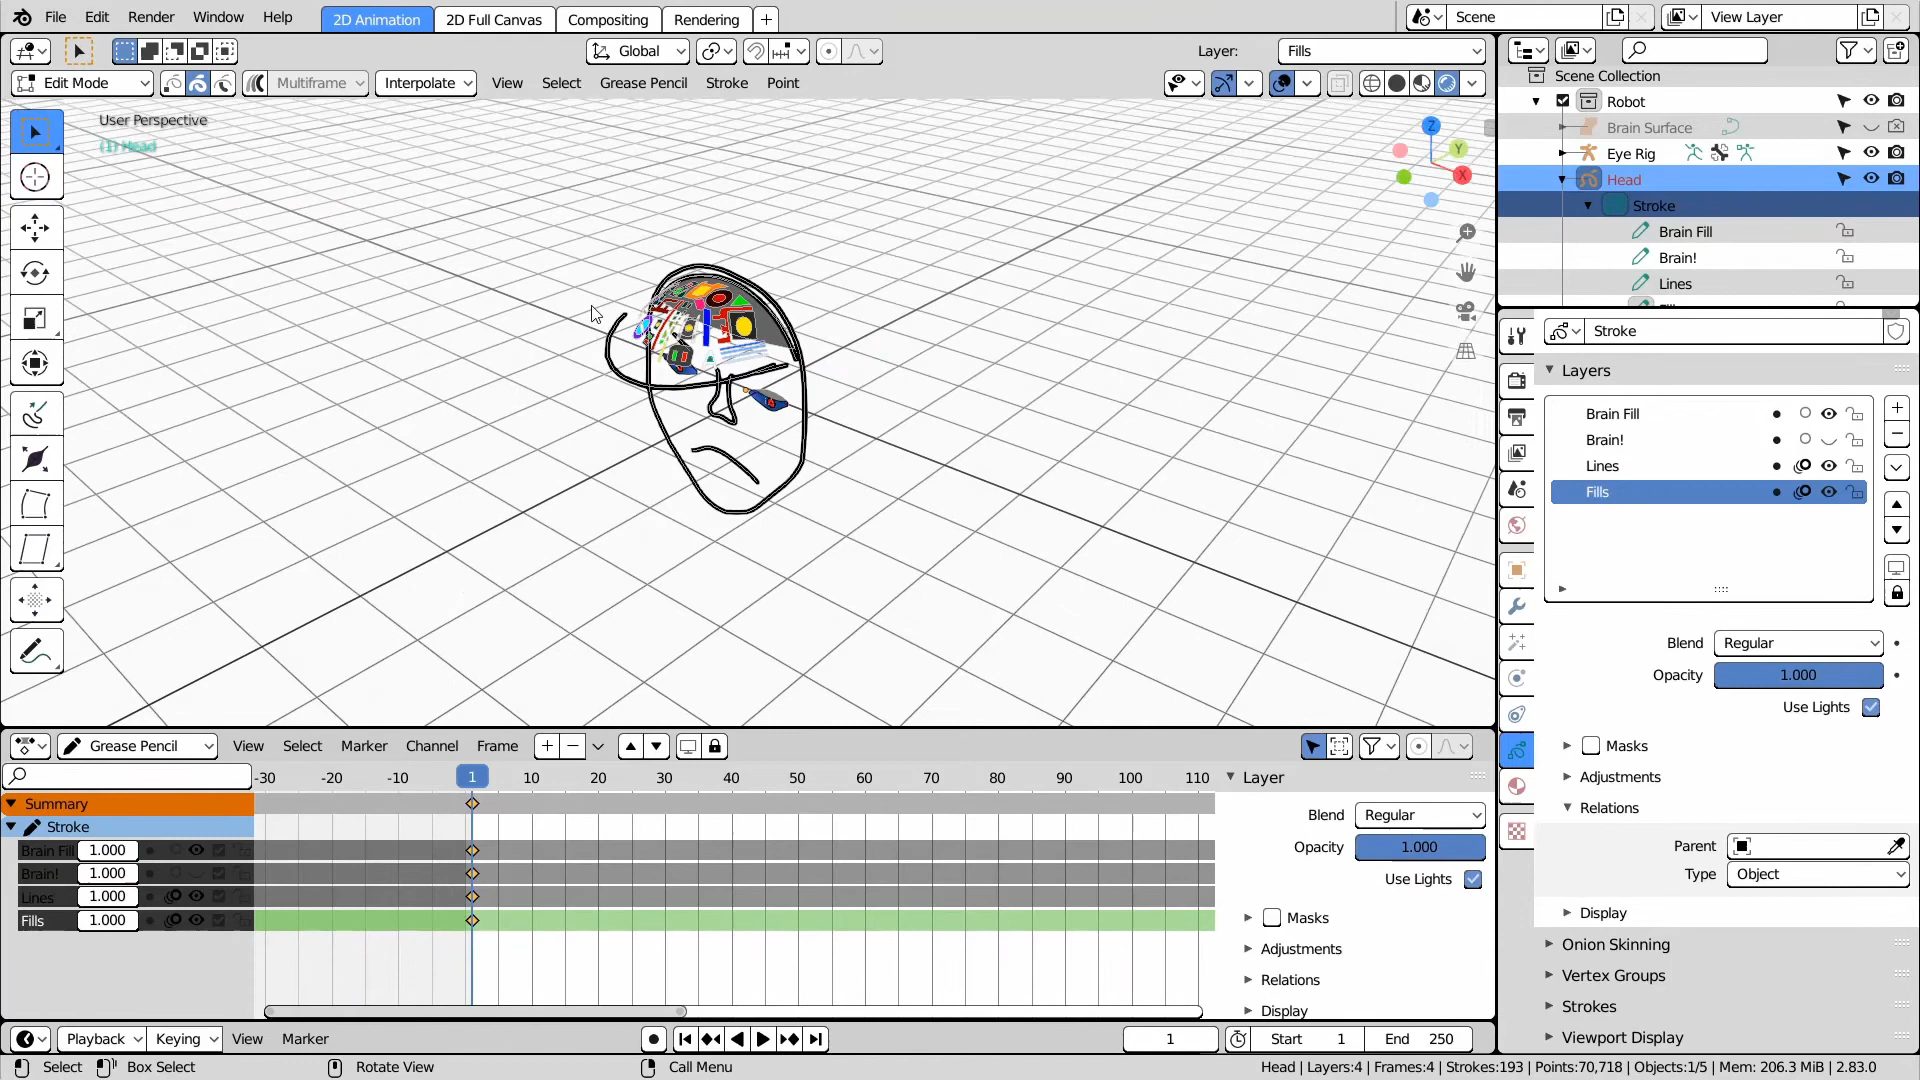 File Edit Render Window Help 2D Animation 2D Full Canvas Compositing Rendering + Scene View Layer
Global Layer: Fills
Edit Mode Multiframe Interpolate View Select Grease Pencil Stroke Point
User Perspective
(1) Head
Z
Y
X
Scene Collection
Robot
Brain Surface
Eye Rig
Head
Stroke
Brain Fill
Brain!
Lines
Stroke
Layers
Brain Fill
Brain!
Lines
Fills
Blend Regular
Opacity 1.000
Use Lights
Masks
Adjustments
Relations
Parent
Type Object
Display
Onion Skinning
Vertex Groups
Strokes
Viewport Display
Grease Pencil View Select Marker Channel Frame
-30 -20 -10 1 10 20 30 40 50 60 70 80 90 100 110
Summary
Stroke
Brain Fill 1.000
Brain! 1.000
Lines 1.000
Fills 1.000
Layer
Blend Regular
Opacity 1.000
Use Lights
Masks
Adjustments
Relations
Display
Playback Keying View Marker 1 Start 1 End 250
Select Box Select Rotate View Call Menu Head | Layers:4 | Frames:4 | Strokes:193 | Points:70,718 | Objects:1/5 | Mem: 206.3 MiB | 2.83.0